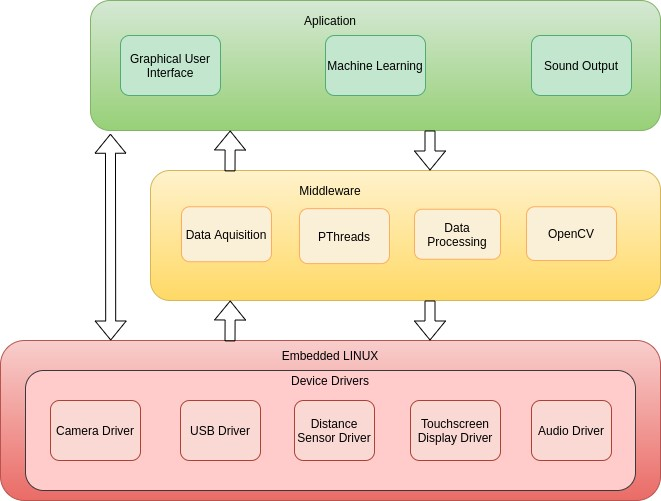 Aplication
Graphical User
Interface
Machine Learning
Sound Output
Middleware
Data Aquisition
PThreads
Data
Processing
OpenCV
Embedded LINUX
Device Drivers
Camera Driver
USB Driver
Distance
Sensor Driver
Touchscreen
Display Driver
Audio Driver